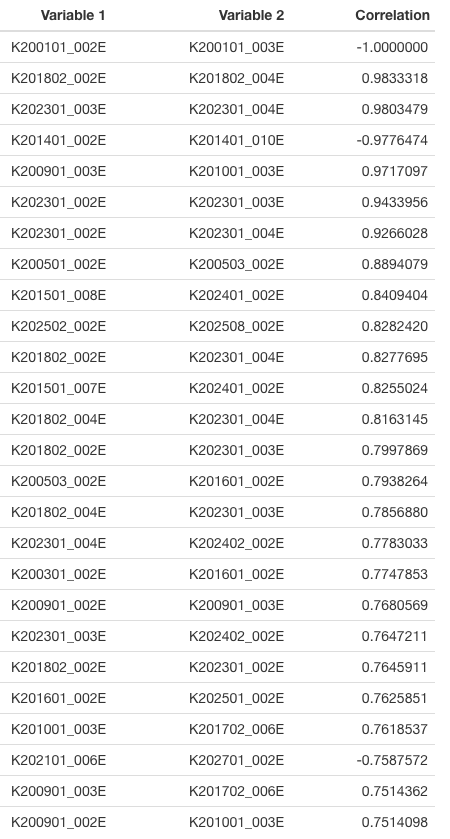 Variable 1 Variable 2 Correlation
K200101_002E K200101_003E -1.0000000
K201802_002E K201802_004E 0.9833318
K202301_003E K202301_004E 0.9803479
K201401_002E K201401_010E -0.9776474
K200901_003E K201001_003E 0.9717097
K202301_002E K202301_003E 0.9433956
K202301_002E K202301_004E 0.9266028
K200501_002E K200503_002E 0.8894079
K201501_008E K202401_002E 0.8409404
K202502_002E K202508_002E 0.8282420
K201802_002E K202301_004E 0.8277695
K201501_007E K202401_002E 0.8255024
K201802_004E K202301_004E 0.8163145
K201802_002E K202301_003E 0.7997869
K200503_002E K201601_002E 0.7938264
K201802_004E K202301_003E 0.7856880
K202301_004E K202402_002E 0.7783033
K200301_002E K201601_002E 0.7747853
K200901_002E K200901_003E 0.7680569
K202301_003E K202402_002E 0.7647211
K201802_002E K202301_002E 0.7645911
K201601_002E K202501_002E 0.7625851
K201001_003E K201702_006E 0.7618537
K202101_006E K202701_002E -0.7587572
K200901_003E K201702_006E 0.7514362
K200901_002E K201001_003E 0.7514098